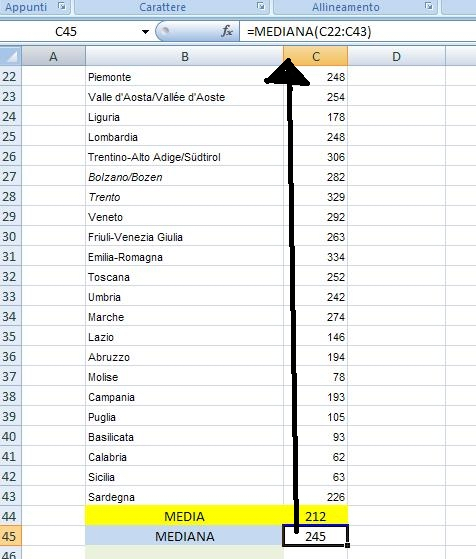 Appunti Carattere Allineamento
C45 fx =MEDIANA(C22:C43)
A B C D
22 Piemonte 248
23 Valle d'Aosta/Vallée d'Aoste 254
24 Liguria 178
25 Lombardia 248
26 Trentino-Alto Adige/Südtirol 306
27 Bolzano/Bozen 282
28 Trento 329
29 Veneto 292
30 Friuli-Venezia Giulia 263
31 Emilia-Romagna 334
32 Toscana 252
33 Umbria 242
34 Marche 274
35 Lazio 146
36 Abruzzo 194
37 Molise 78
38 Campania 193
39 Puglia 105
40 Basilicata 93
41 Calabria 62
42 Sicilia 63
43 Sardegna 226
44 MEDIA 212
45 MEDIANA 245
46